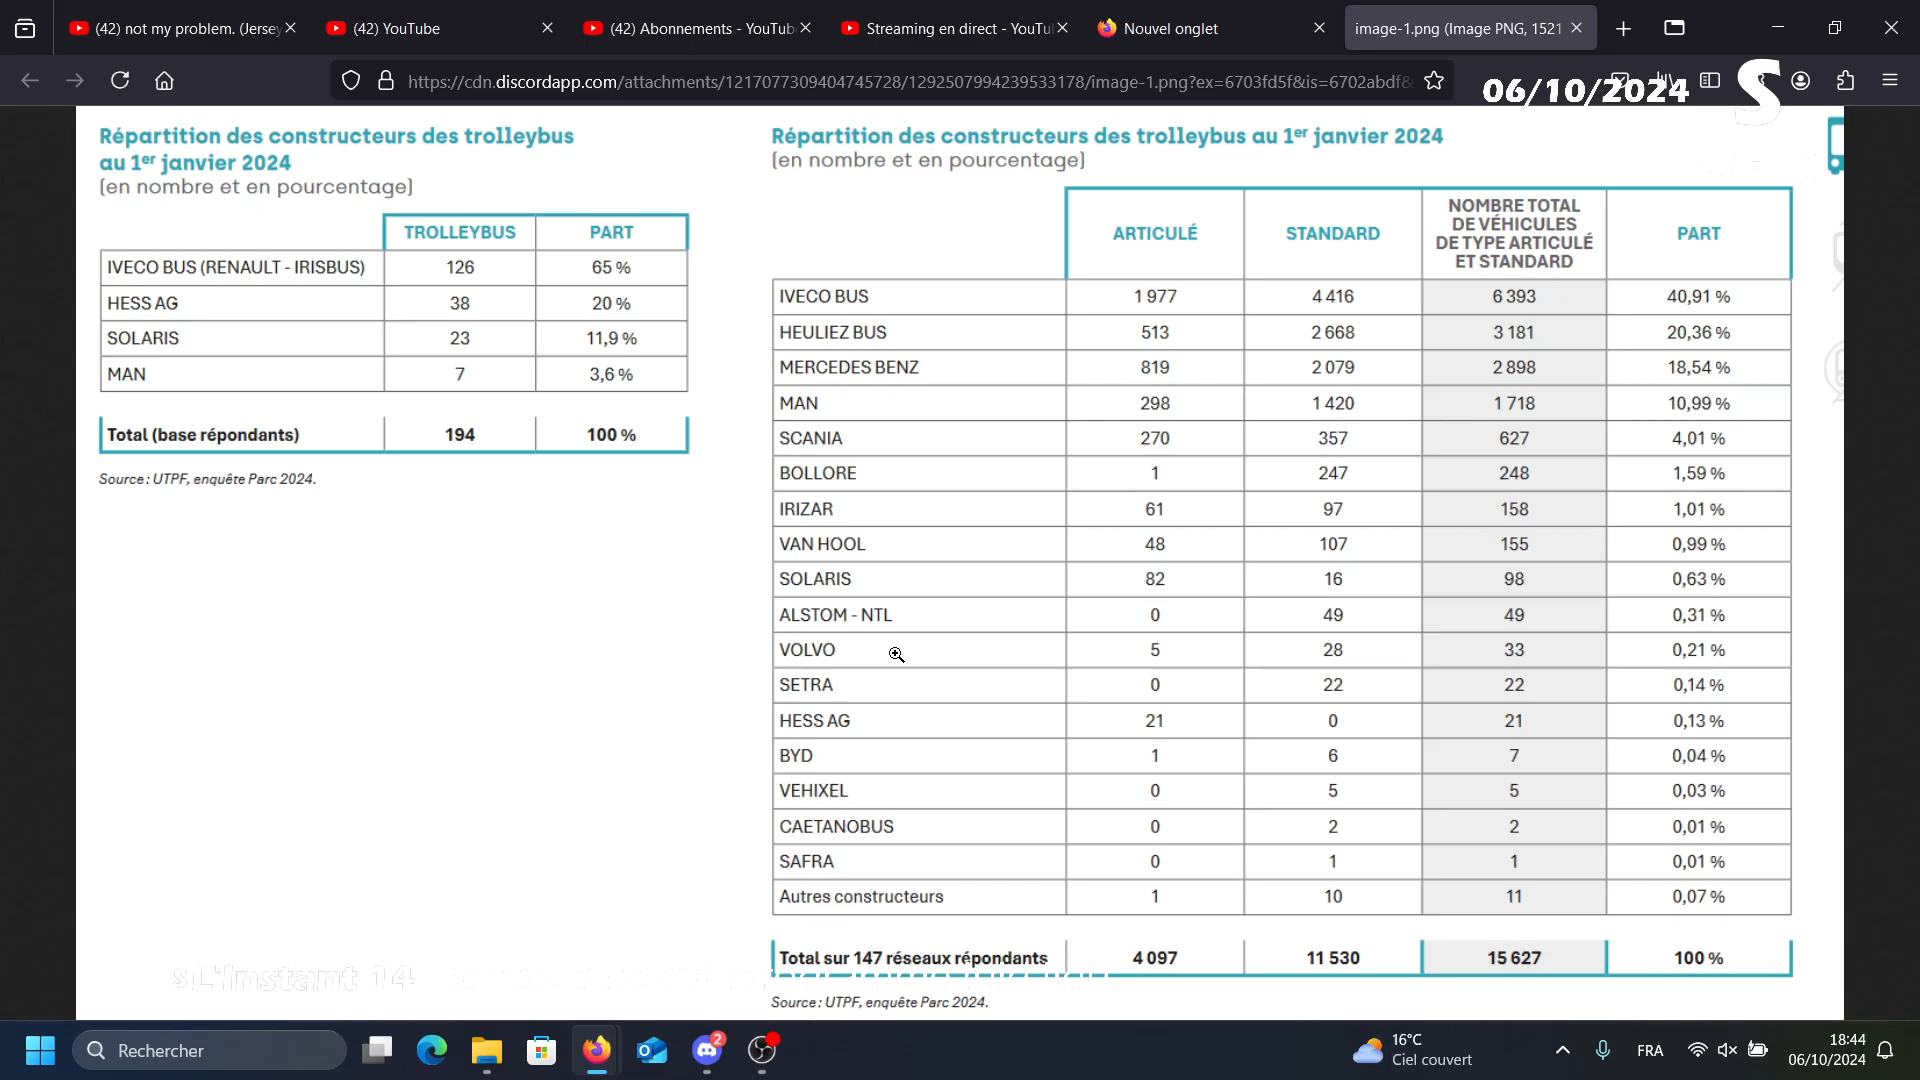 (42) not my problem. (Jersey
(42) YouTube
(42) Abonnements - YouTub
Streaming en direct - YouTu
Nouvel onglet
image-1.png (Image PNG, 1521
https://cdn.discordapp.com/attachments/1217077309404745728/1292507994239533178/image-1.png?ex=6703fd5f&is=6702abdf&
06/10/2024
S
Répartition des constructeurs des trolleybus
au 1er janvier 2024
(en nombre et en pourcentage)
TROLLEYBUS PART
IVECO BUS (RENAULT - IRISBUS) 126 65 %
HESS AG 38 20 %
SOLARIS 23 11,9 %
MAN 7 3,6 %
Total (base répondants) 194 100 %
Source : UTPF, enquête Parc 2024.
Répartition des constructeurs des trolleybus au 1er janvier 2024
(en nombre et en pourcentage)
ARTICULÉ STANDARD NOMBRE TOTAL
DE VÉHICULES
DE TYPE ARTICULÉ
ET STANDARD PART
IVECO BUS 1 977 4 416 6 393 40,91 %
HEULIEZ BUS 513 2 668 3 181 20,36 %
MERCEDES BENZ 819 2 079 2 898 18,54 %
MAN 298 1 420 1 718 10,99 %
SCANIA 270 357 627 4,01 %
BOLLORE 1 247 248 1,59 %
IRIZAR 61 97 158 1,01 %
VAN HOOL 48 107 155 0,99 %
SOLARIS 82 16 98 0,63 %
ALSTOM - NTL 0 49 49 0,31 %
VOLVO 5 28 33 0,21 %
SETRA 0 22 22 0,14 %
HESS AG 21 0 21 0,13 %
BYD 1 6 7 0,04 %
VEHIXEL 0 5 5 0,03 %
CAETANOBUS 0 2 2 0,01 %
SAFRA 0 1 1 0,01 %
Autres constructeurs 1 10 11 0,07 %
Total sur 147 réseaux répondants 4 097 11 530 15 627 100 %
Source : UTPF, enquête Parc 2024.
s L'instant 14
Rechercher
2
16°C
Ciel couvert
FRA
18:44
06/10/2024